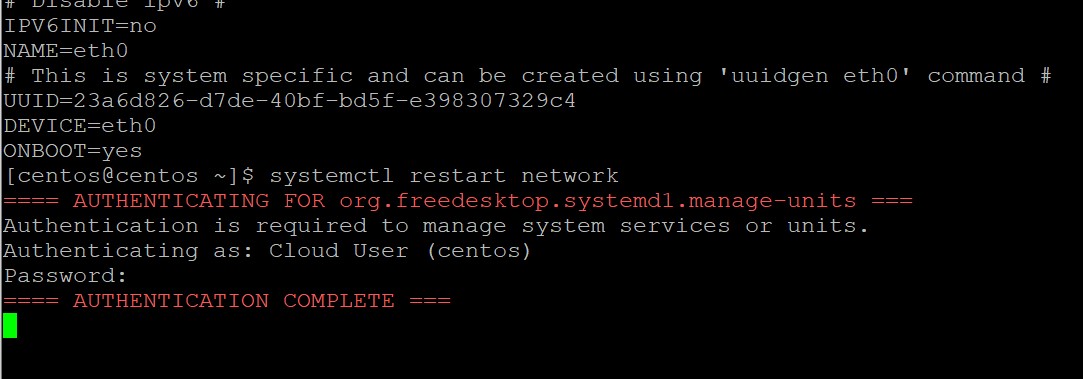 # Disable ipv6 #
IPV6INIT=no
NAME=eth0
# This is system specific and can be created using 'uuidgen eth0' command #
UUID=23a6d826-d7de-40bf-bd5f-e398307329c4
DEVICE=eth0
ONBOOT=yes
[centos@centos ~]$ systemctl restart network
==== AUTHENTICATING FOR org.freedesktop.systemd1.manage-units ===
Authentication is required to manage system services or units.
Authenticating as: Cloud User (centos)
Password:
==== AUTHENTICATION COMPLETE ===